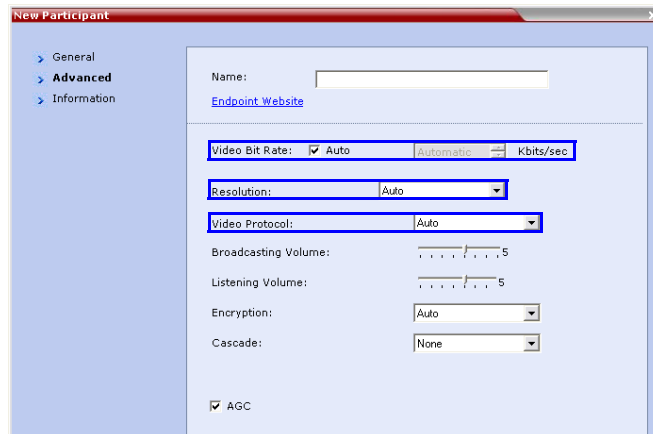 New Participant
General
Advanced
Information
Name:
Endpoint Website
Video Bit Rate: Auto Automatic Kbits/sec
Resolution: Auto
Video Protocol: Auto
Broadcasting Volume: 5
Listening Volume: 5
Encryption: Auto
Cascade: None
AGC